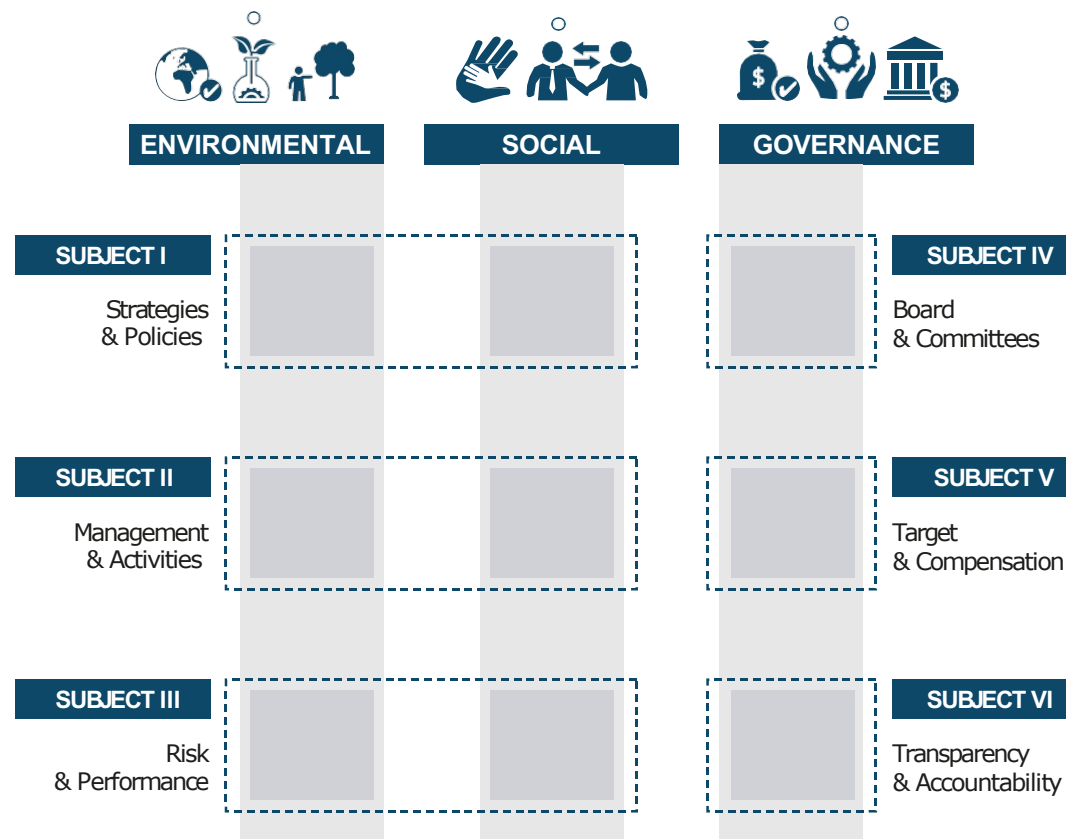 ENVIRONMENTAL
SOCIAL
GOVERNANCE
SUBJECT I
Strategies
& Policies
SUBJECT IV
Board
& Committees
SUBJECT II
Management
& Activities
SUBJECT V
Target
& Compensation
SUBJECT III
Risk
& Performance
SUBJECT VI
Transparency
& Accountability
$
$